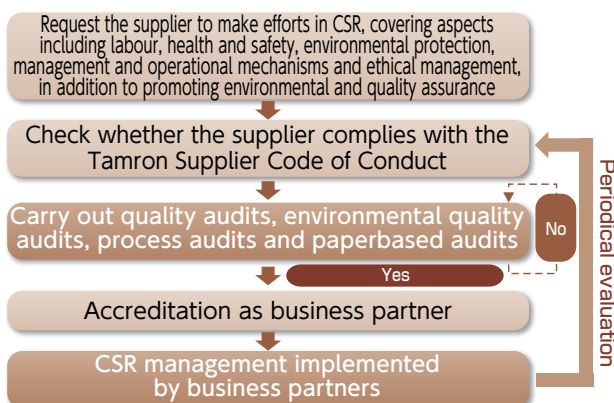 Request the supplier to make efforts in CSR, covering aspects
including labour, health and safety, environmental protection,
management and operational mechanisms and ethical management,
in addition to promoting environmental and quality assurance
Check whether the supplier complies with the
Tamron Supplier Code of Conduct
Carry out quality audits, environmental quality
audits, process audits and paperbased audits
No
Yes
Accreditation as business partner
CSR management implemented
by business partners
Periodical evaluation